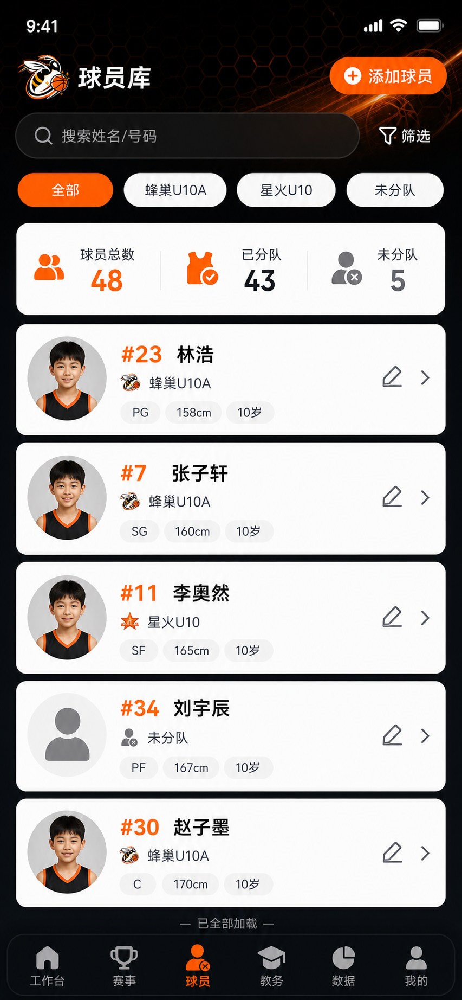 9:41
球员库
添加球员
搜索姓名/号码
筛选
全部
蜂巢U10A
星火U10
未分队
球员总数
48
已分队
43
未分队
5
#23 林浩
蜂巢U10A
PG 158cm 10岁
#7 张子轩
蜂巢U10A
SG 160cm 10岁
#11 李奥然
星火U10
SF 165cm 10岁
#34 刘宇辰
未分队
PF 167cm 10岁
#30 赵子墨
蜂巢U10A
C 170cm 10岁
— 已全部加载 —
工作台
赛事
球员
教务
数据
我的